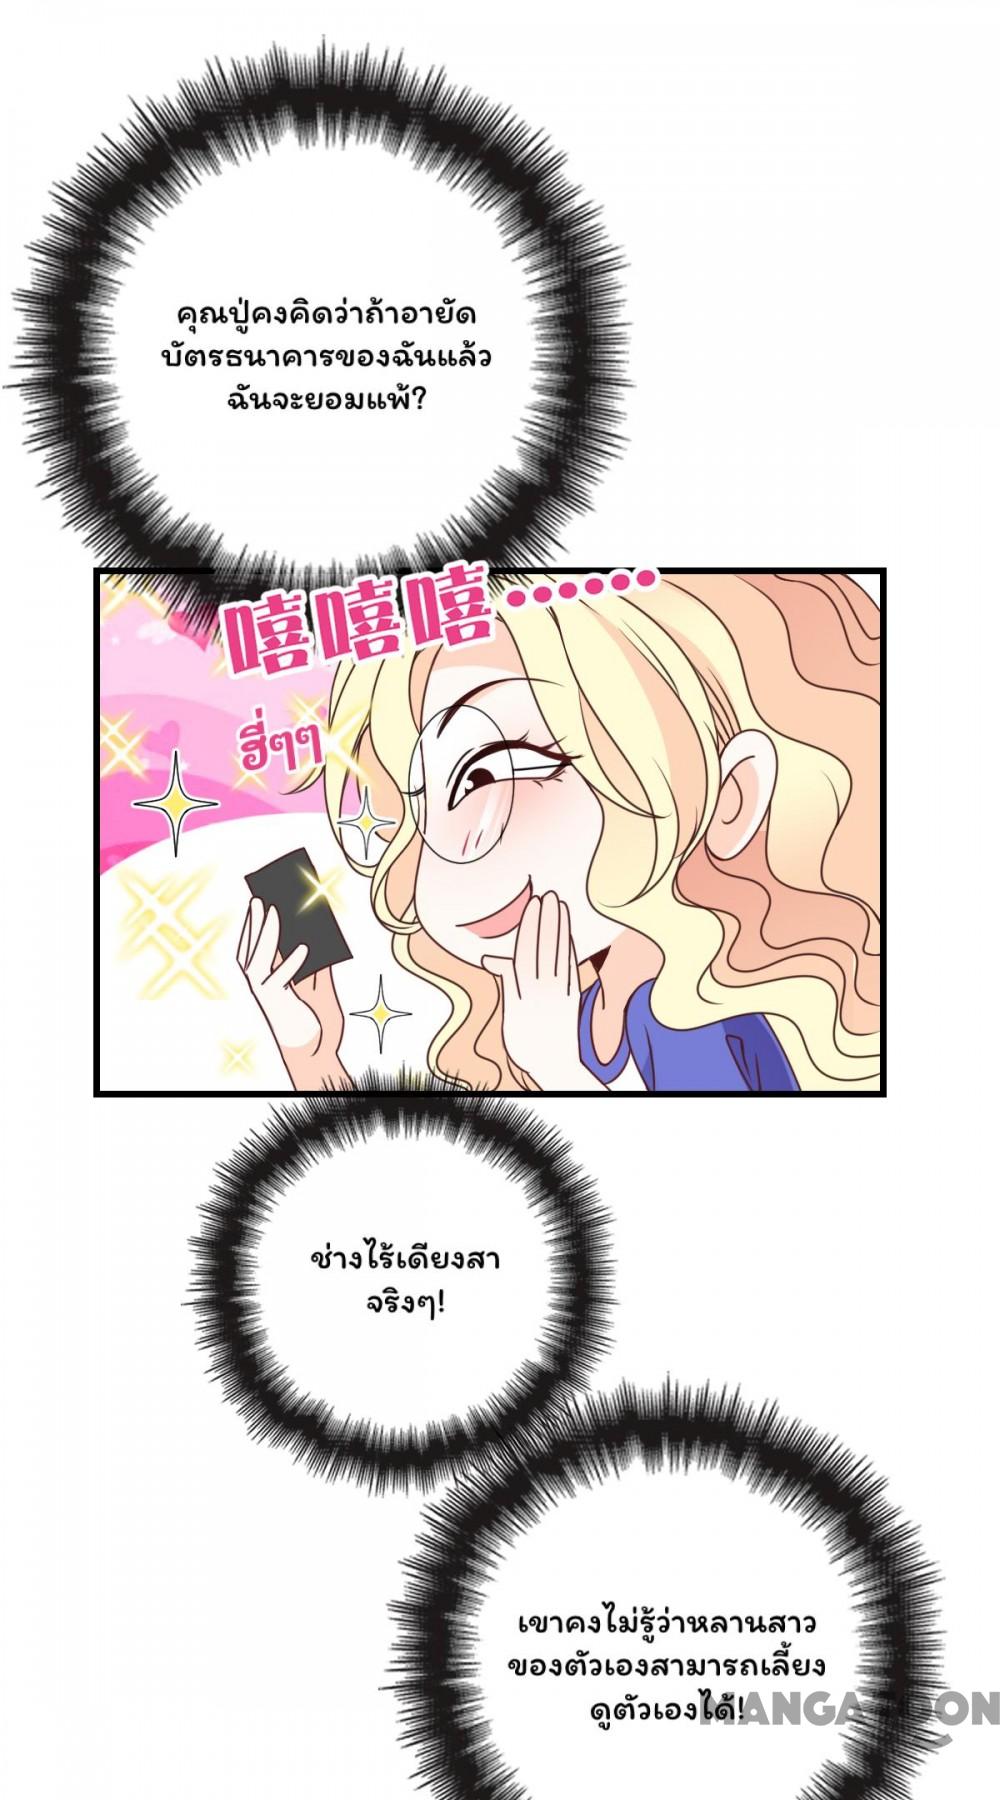 คุณปู่คงคิดว่าถ้าอายัด
บัตรธนาคารของฉันแล้ว
ฉันจะยอมแพ้?
嘻嘻嘻······
ฮี่ๆๆ
ช่างไร้เดียงสา
จริงๆ!
เขาคงไม่รู้ว่าหลานสาว
ของตัวเองสามารถเลี้ยง
ดูตัวเองได้!
MANGATOON